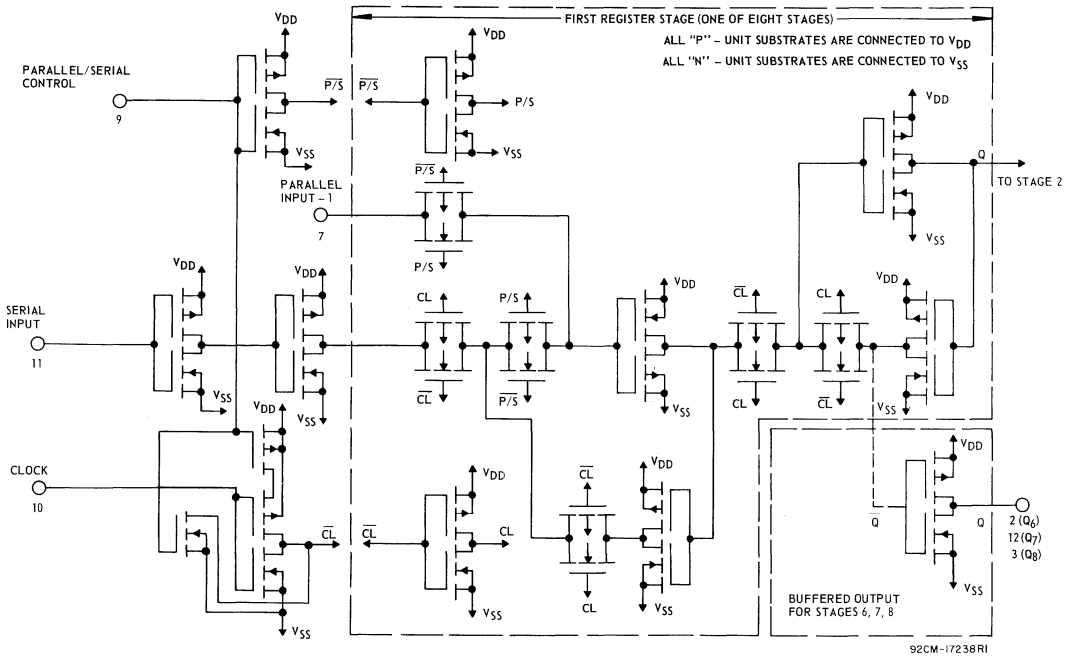 FIRST REGISTER STAGE (ONE OF EIGHT STAGES)
ALL "P" – UNIT SUBSTRATES ARE CONNECTED TO VDD
ALL "N" – UNIT SUBSTRATES ARE CONNECTED TO VSS
VDD
VDD
PARALLEL/SERIAL
CONTROL
9
P/S
P/S
P/S
VSS
VSS
VDD
Q
TO STAGE 2
VSS
PARALLEL
INPUT – 1
7
P/S
P/S
VDD
VDD
SERIAL
INPUT
11
VSS
VSS
CL
CL
P/S
P/S
VDD
VSS
CL
CL
CL
CL
VDD
VSS
CLOCK
10
VDD
CL
VSS
CL
VDD
CL
VSS
CL
CL
VDD
VSS
VDD
Q
Q
2 (Q6)
12 (Q7)
3 (Q8)
VSS
BUFFERED OUTPUT
FOR STAGES 6, 7, 8
92CM-17238RI